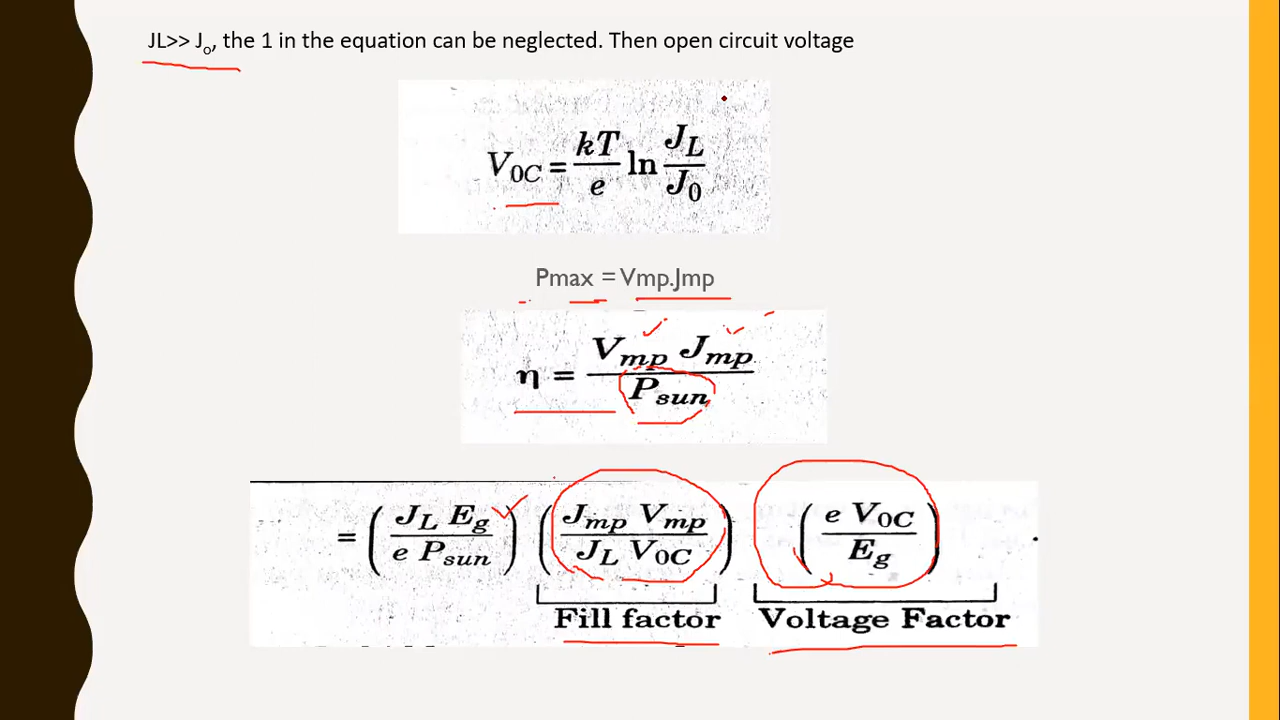 JL>> Jo, the 1 in the equation can be neglected. Then open circuit voltage
V0C = kT/e ln JL/J0
Pmax = Vmp.Jmp
η = Vmp Jmp / Psun
= (JL Eg / e Psun) (Jmp Vmp / JL V0C) (e V0C / Eg)
Fill factor Voltage Factor